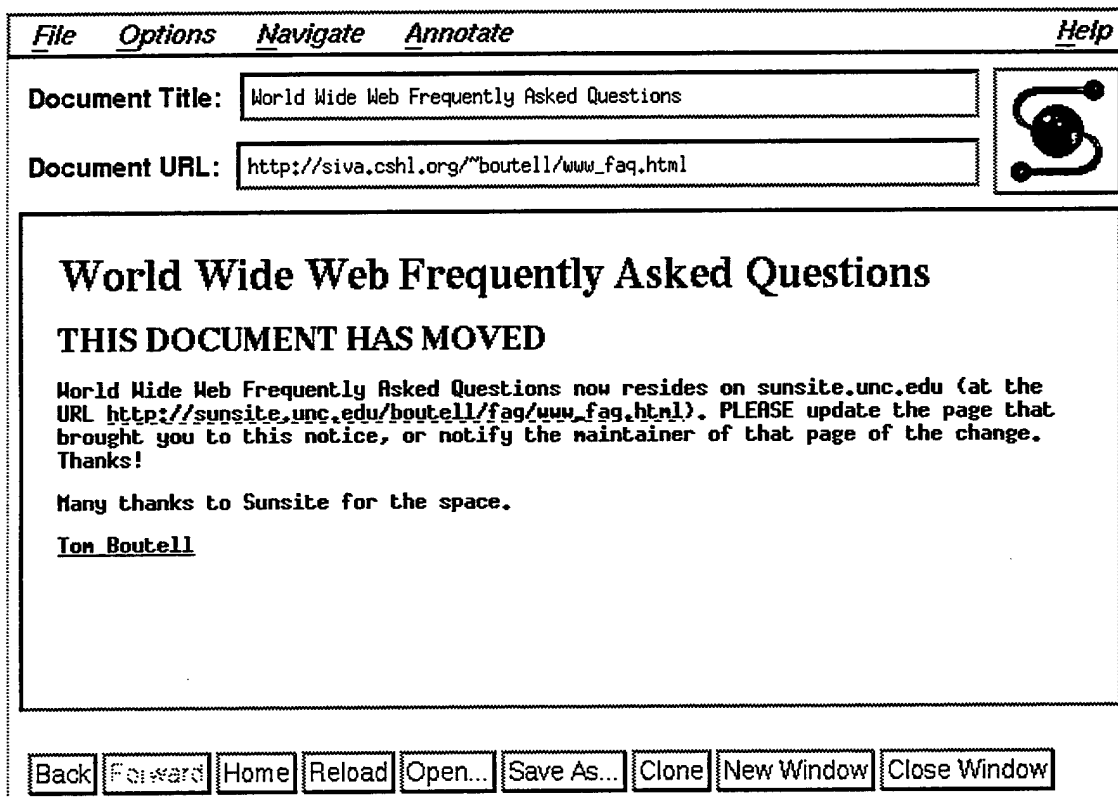 File Options Navigate Annotate Help
Document Title: World Wide Web Frequently Asked Questions
Document URL: http://siva.cshl.org/~boutell/www_faq.html
World Wide Web Frequently Asked Questions
THIS DOCUMENT HAS MOVED
World Wide Web Frequently Asked Questions now resides on sunsite.unc.edu (at the
URL http://sunsite.unc.edu/boutell/faq/www_faq.html). PLEASE update the page that
brought you to this notice, or notify the maintainer of that page of the change.
Thanks!
Many thanks to Sunsite for the space.
Tom Boutell
Back Forward Home Reload Open... Save As... Clone New Window Close Window